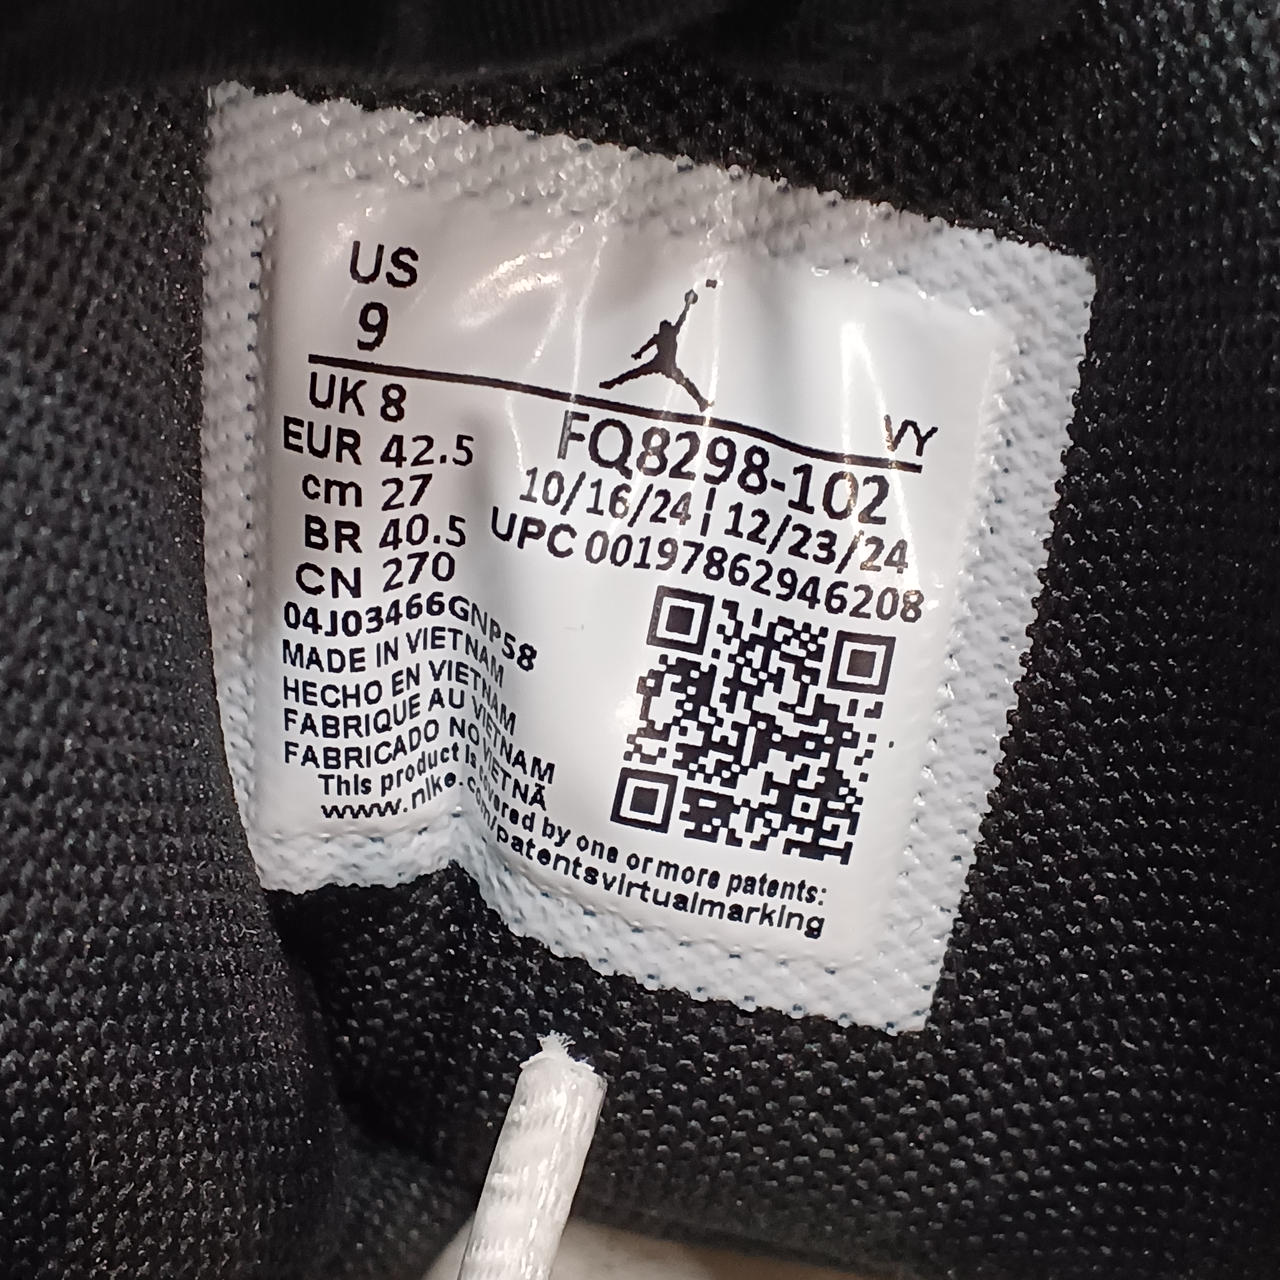 US
9
VY
UK 8
EUR 42.5
cm 27
BR 40.5
CN 270
FQ8298-102
10/16/24 | 12/23/24
UPC 00197862946208
04J03466GNP58
MADE IN VIETNAM
HECHO EN VIETNAM
FABRIQUE AU VIETNAM
FABRICADO NO VIETNÃ
This product is covered by one or more patents:
www.nike.com/patentsvirtualmarking